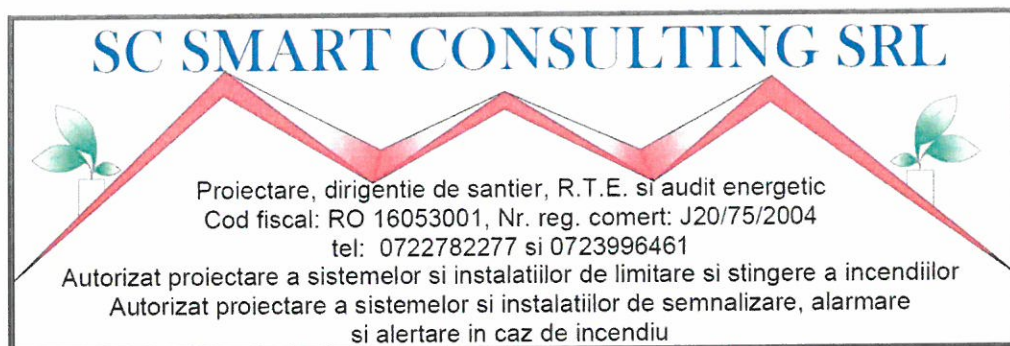 SC SMART CONSULTING SRL
Proiectare, dirigentie de santier, R.T.E. si audit energetic
Cod fiscal: RO 16053001, Nr. reg. comert: J20/75/2004
tel: 0722782277 si 0723996461
Autorizat proiectare a sistemelor si instalatiilor de limitare si stingere a incendiilor
Autorizat proiectare a sistemelor si instalatiilor de semnalizare, alarmare
si alertare in caz de incendiu